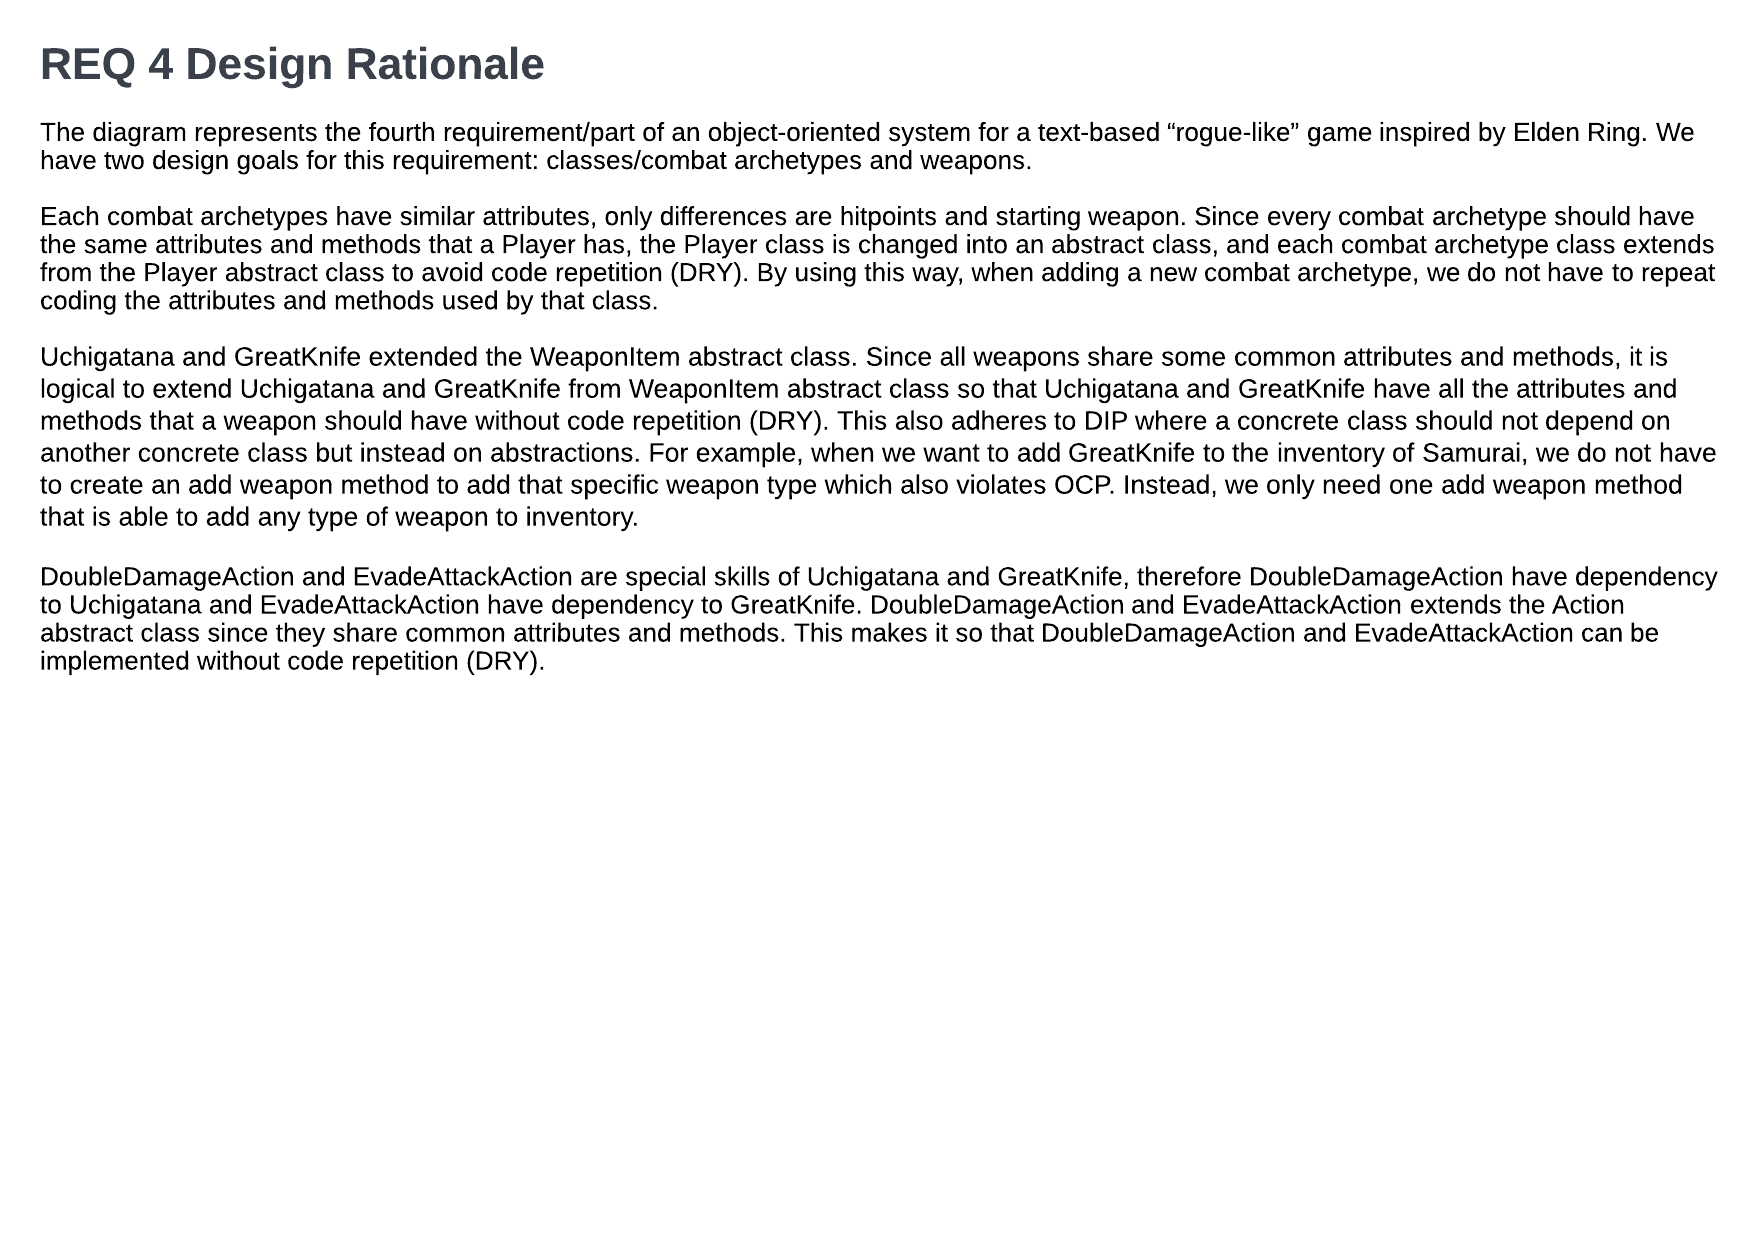 REQ 4 Design Rationale
The diagram represents the fourth requirement/part of an object-oriented system for a text-based “rogue-like” game inspired by Elden Ring. We
have two design goals for this requirement: classes/combat archetypes and weapons.
Each combat archetypes have similar attributes, only differences are hitpoints and starting weapon. Since every combat archetype should have
the same attributes and methods that a Player has, the Player class is changed into an abstract class, and each combat archetype class extends
from the Player abstract class to avoid code repetition (DRY). By using this way, when adding a new combat archetype, we do not have to repeat
coding the attributes and methods used by that class.
Uchigatana and GreatKnife extended the WeaponItem abstract class. Since all weapons share some common attributes and methods, it is
logical to extend Uchigatana and GreatKnife from WeaponItem abstract class so that Uchigatana and GreatKnife have all the attributes and
methods that a weapon should have without code repetition (DRY). This also adheres to DIP where a concrete class should not depend on
another concrete class but instead on abstractions. For example, when we want to add GreatKnife to the inventory of Samurai, we do not have
to create an add weapon method to add that specific weapon type which also violates OCP. Instead, we only need one add weapon method
that is able to add any type of weapon to inventory.
DoubleDamageAction and EvadeAttackAction are special skills of Uchigatana and GreatKnife, therefore DoubleDamageAction have dependency
to Uchigatana and EvadeAttackAction have dependency to GreatKnife. DoubleDamageAction and EvadeAttackAction extends the Action
abstract class since they share common attributes and methods. This makes it so that DoubleDamageAction and EvadeAttackAction can be
implemented without code repetition (DRY).